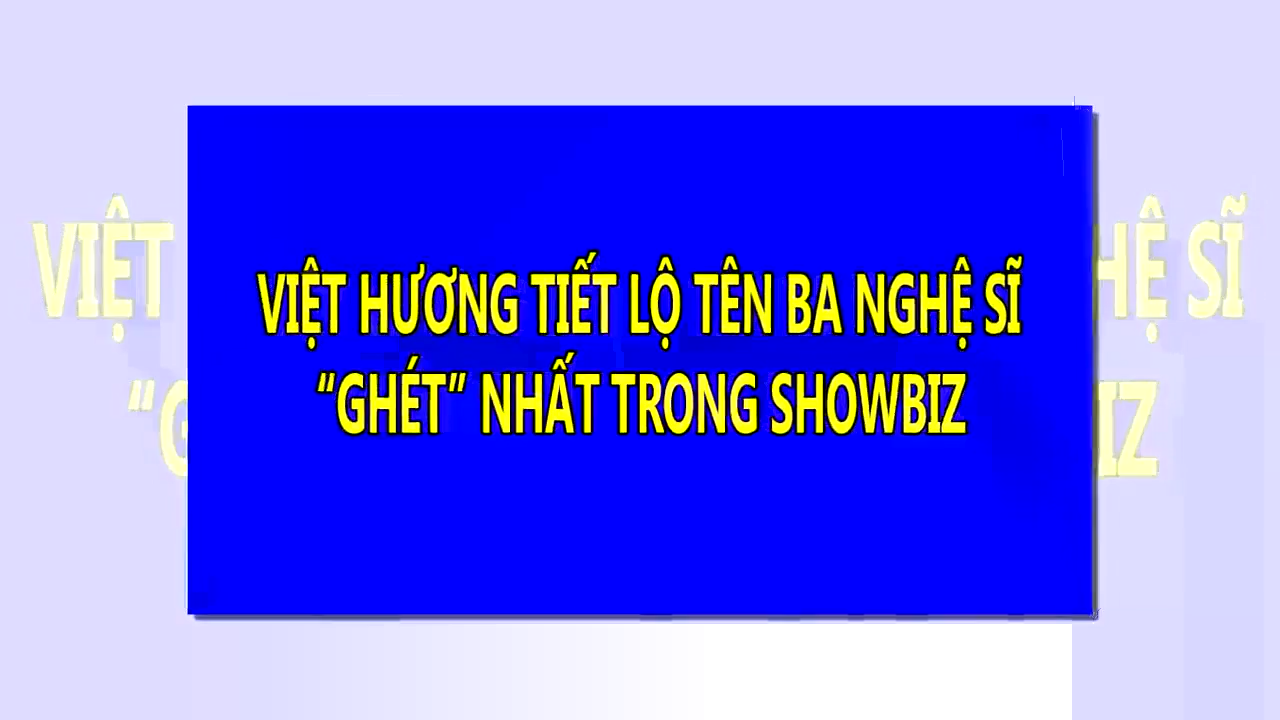 VIỆT HƯƠNG TIẾT LỘ TÊN BA NGHỆ SĨ
“GHÉT” NHẤT TRONG SHOWBIZ